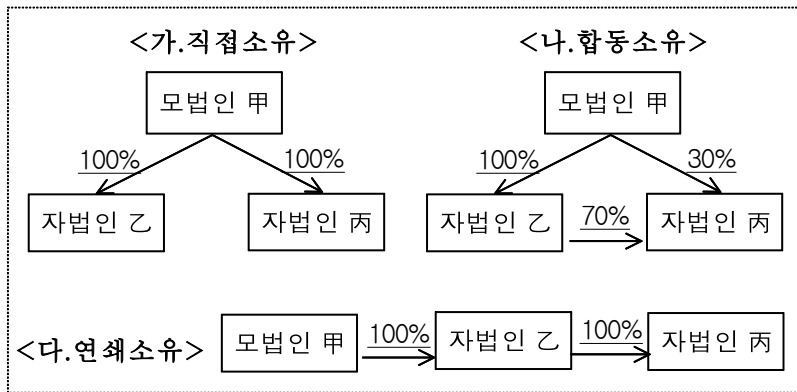 <가.직접소유> <나.합동소유>
모법인 甲 모법인 甲
100% 100% 100% 30%
자법인 乙 자법인 丙 자법인 乙 70% 자법인 丙
<다.연쇄소유> 모법인 甲 100% 자법인 乙 100% 자법인 丙